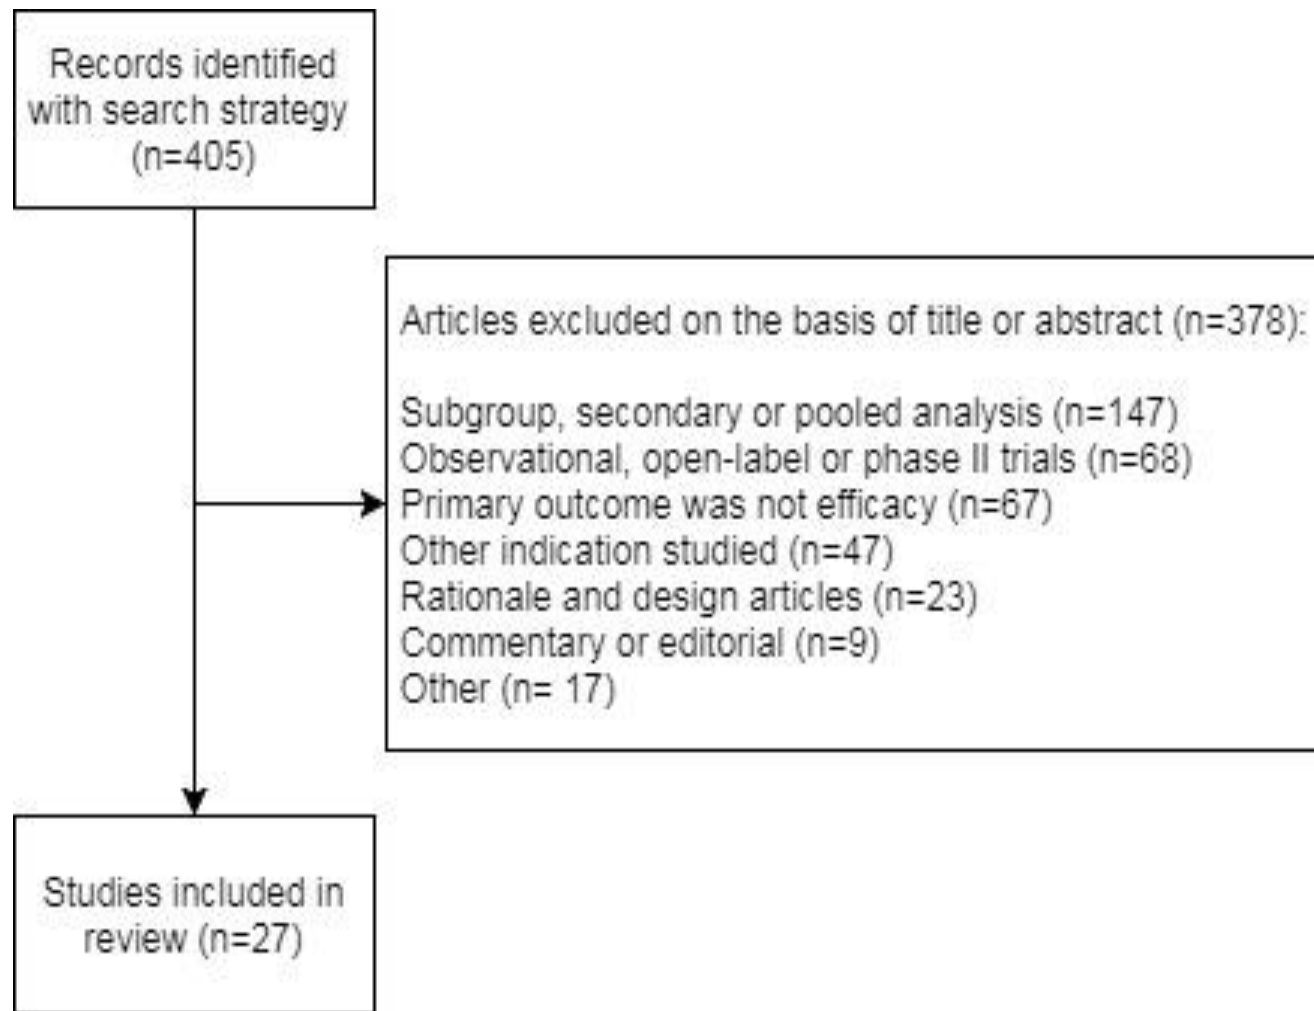 Records identified
with search strategy
(n=405)
Articles excluded on the basis of title or abstract (n=378):
Subgroup, secondary or pooled analysis (n=147)
Observational, open-label or phase II trials (n=68)
Primary outcome was not efficacy (n=67)
Other indication studied (n=47)
Rationale and design articles (n=23)
Commentary or editorial (n=9)
Other (n= 17)
Studies included in
review (n=27)